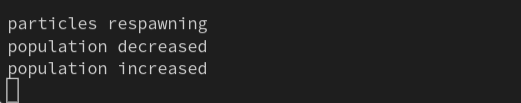 particles respawning
population decreased
population increased